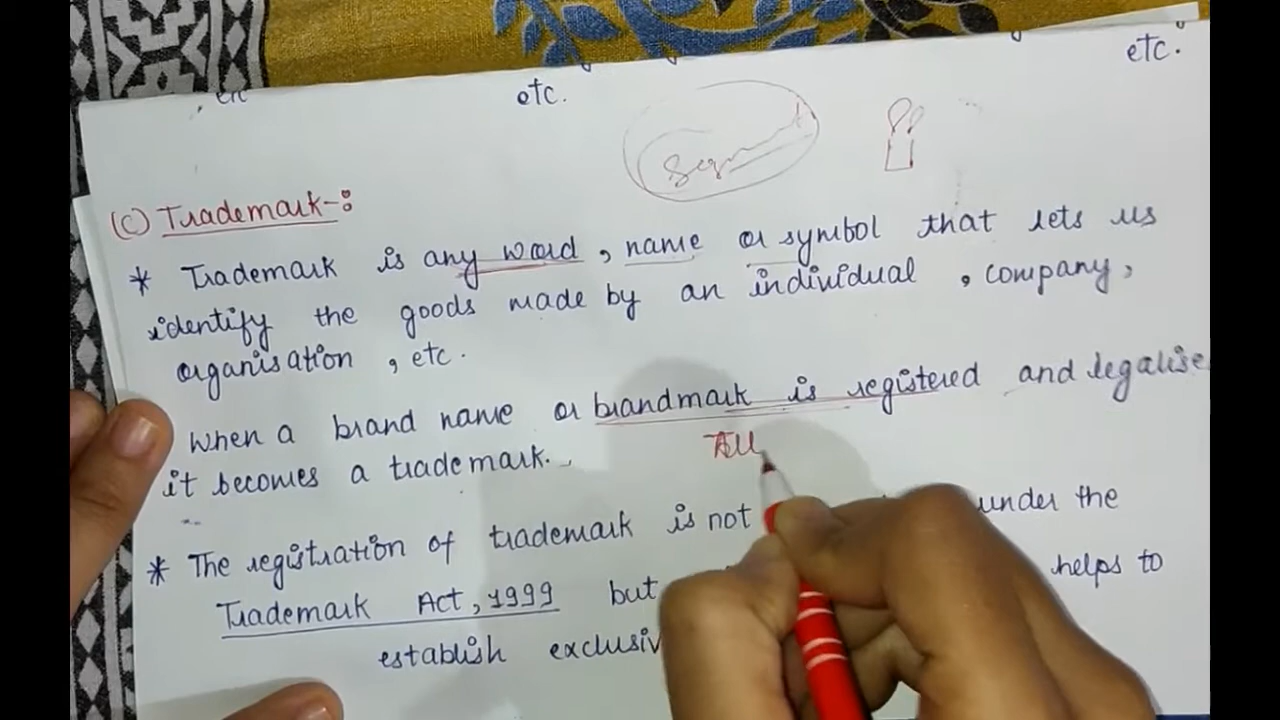 etc etc. etc.
(C) Trademark-:
* Trademark is any word, name or symbol that lets us
identify the goods made by an individual, company,
organisation, etc.
When a brand name or brandmark is registered and legalise
it becomes a trademark.
All
* The registration of trademark is not under the
Trademark Act, 1999 but helps to
establish exclusiv